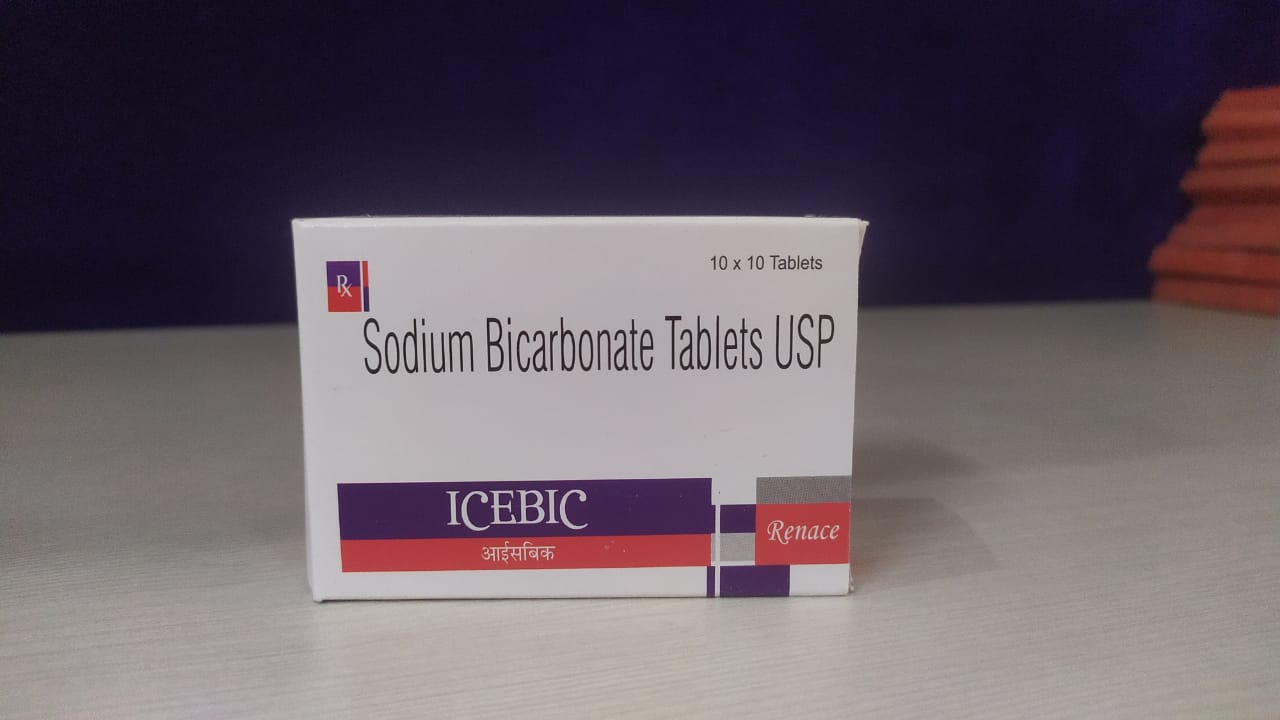 Rx
10 x 10 Tablets
Sodium Bicarbonate Tablets USP
ICEBIC
आईसबिक
Renace